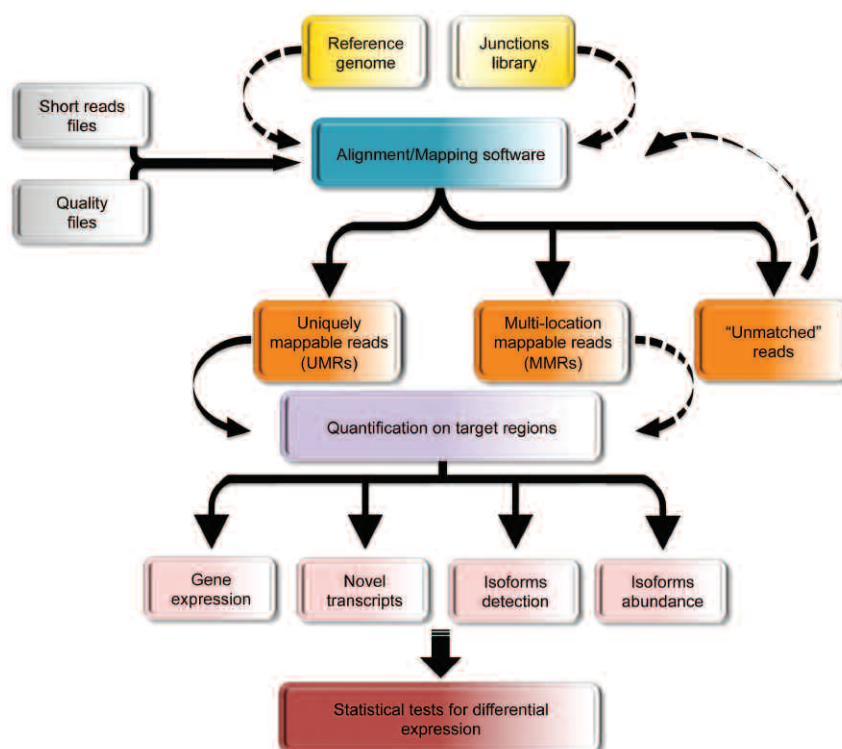 Reference
genome
Junctions
library
Short reads
files
Alignment/Mapping software
Quality
files
Uniquely
mappable reads
(UMRs)
Multi-location
mappable reads
(MMRs)
“Unmatched”
reads
Quantification on target regions
Gene
expression
Novel
transcripts
Isoforms
detection
Isoforms
abundance
Statistical tests for differential
expression